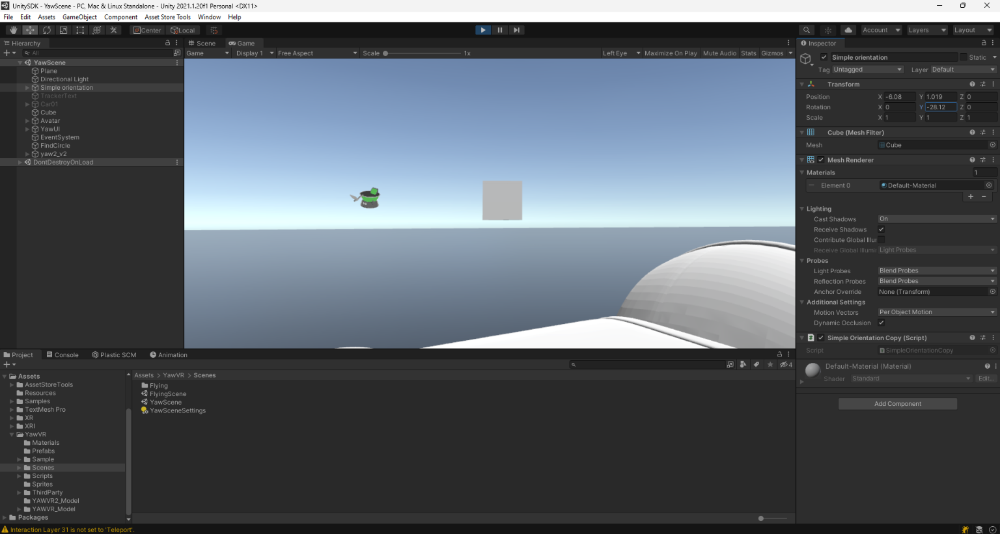 UnitySDK - YawScene - PC, Mac & Linux Standalone - Unity 2021.1.20f1 Personal <DX11>
File Edit Assets GameObject Component Asset Store Tools Window Help
Center Local Account Layers Layout
Hierarchy
All
YawScene
Plane
Directional Light
Simple orientation
TrackerText
Car01
Cube
Avatar
YawUI
EventSystem
FindCircle
yaw2_v2
DontDestroyOnLoad
Scene Game
Game Display 1 Free Aspect Scale 1x Left Eye Maximize On Play Mute Audio Stats Gizmos
Inspector
Simple orientation Static
Tag Untagged Layer Default
Transform
Position X -6.08 Y 1.019 Z 0
Rotation X 0 Y -28.12 Z 0
Scale X 1 Y 1 Z 1
Cube (Mesh Filter)
Mesh Cube
Mesh Renderer
Materials 1
Element 0 Default-Material
Lighting
Cast Shadows On
Receive Shadows
Contribute Global Illur
Receive Global Illumir Light Probes
Probes
Light Probes Blend Probes
Reflection Probes Blend Probes
Anchor Override None (Transform)
Additional Settings
Motion Vectors Per Object Motion
Dynamic Occlusion
Simple Orientation Copy (Script)
Script SimpleOrientationCopy
Default-Material (Material)
Shader Standard Edit...
Add Component
Project Console Plastic SCM Animation
4
Assets
AssetStoreTools
Resources
Samples
TextMesh Pro
XR
XRI
YawVR
Materials
Prefabs
Sample
Scenes
Scripts
Sprites
ThirdParty
YAWVR2_Model
YAWVR_Model
Packages
Assets > YawVR > Scenes
Flying
FlyingScene
YawScene
YawSceneSettings
Interaction Layer 31 is not set to 'Teleport'.